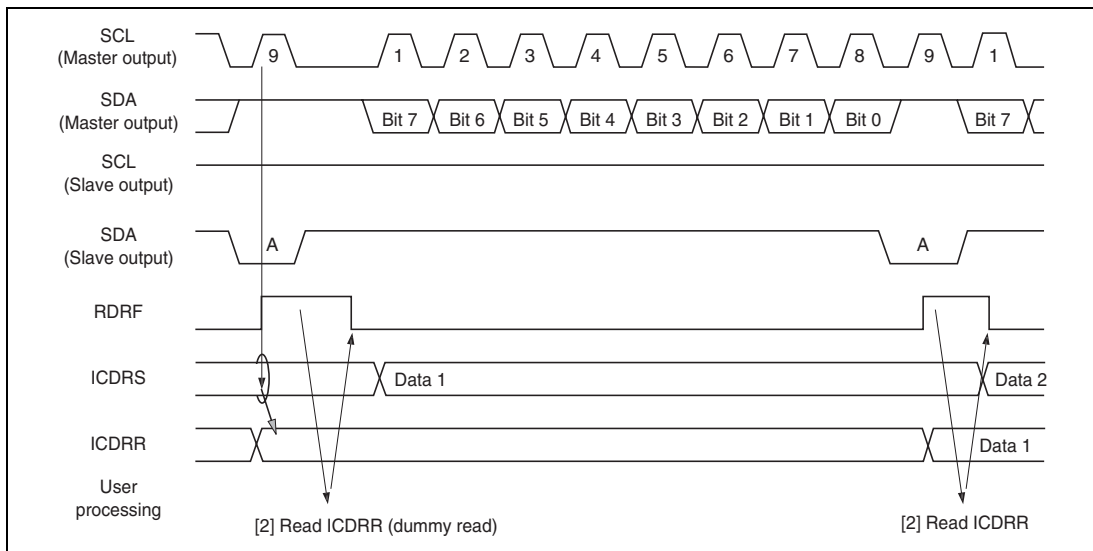 SCL
(Master output)
9 1 2 3 4 5 6 7 8 9 1
SDA
(Master output)
Bit 7 Bit 6 Bit 5 Bit 4 Bit 3 Bit 2 Bit 1 Bit 0 Bit 7
SCL
(Slave output)
SDA
(Slave output)
A A
RDRF
ICDRS
Data 1 Data 2
ICDRR
Data 1
User
processing
[2] Read ICDRR (dummy read) [2] Read ICDRR